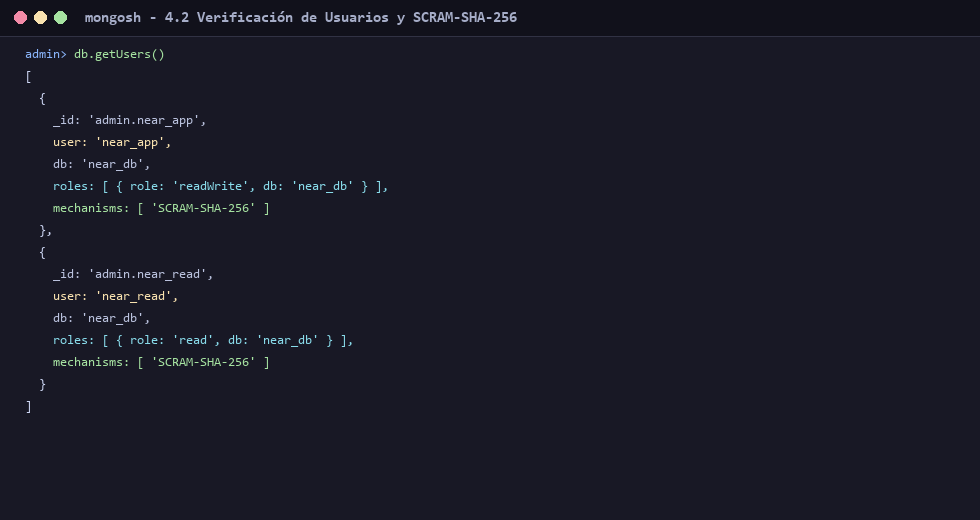 mongosh - 4.2 Verificación de Usuarios y SCRAM-SHA-256
admin> db.getUsers()
[
  {
    _id: 'admin.near_app',
    user: 'near_app',
    db: 'near_db',
    roles: [ { role: 'readWrite', db: 'near_db' } ],
    mechanisms: [ 'SCRAM-SHA-256' ]
  },
  {
    _id: 'admin.near_read',
    user: 'near_read',
    db: 'near_db',
    roles: [ { role: 'read', db: 'near_db' } ],
    mechanisms: [ 'SCRAM-SHA-256' ]
  }
]